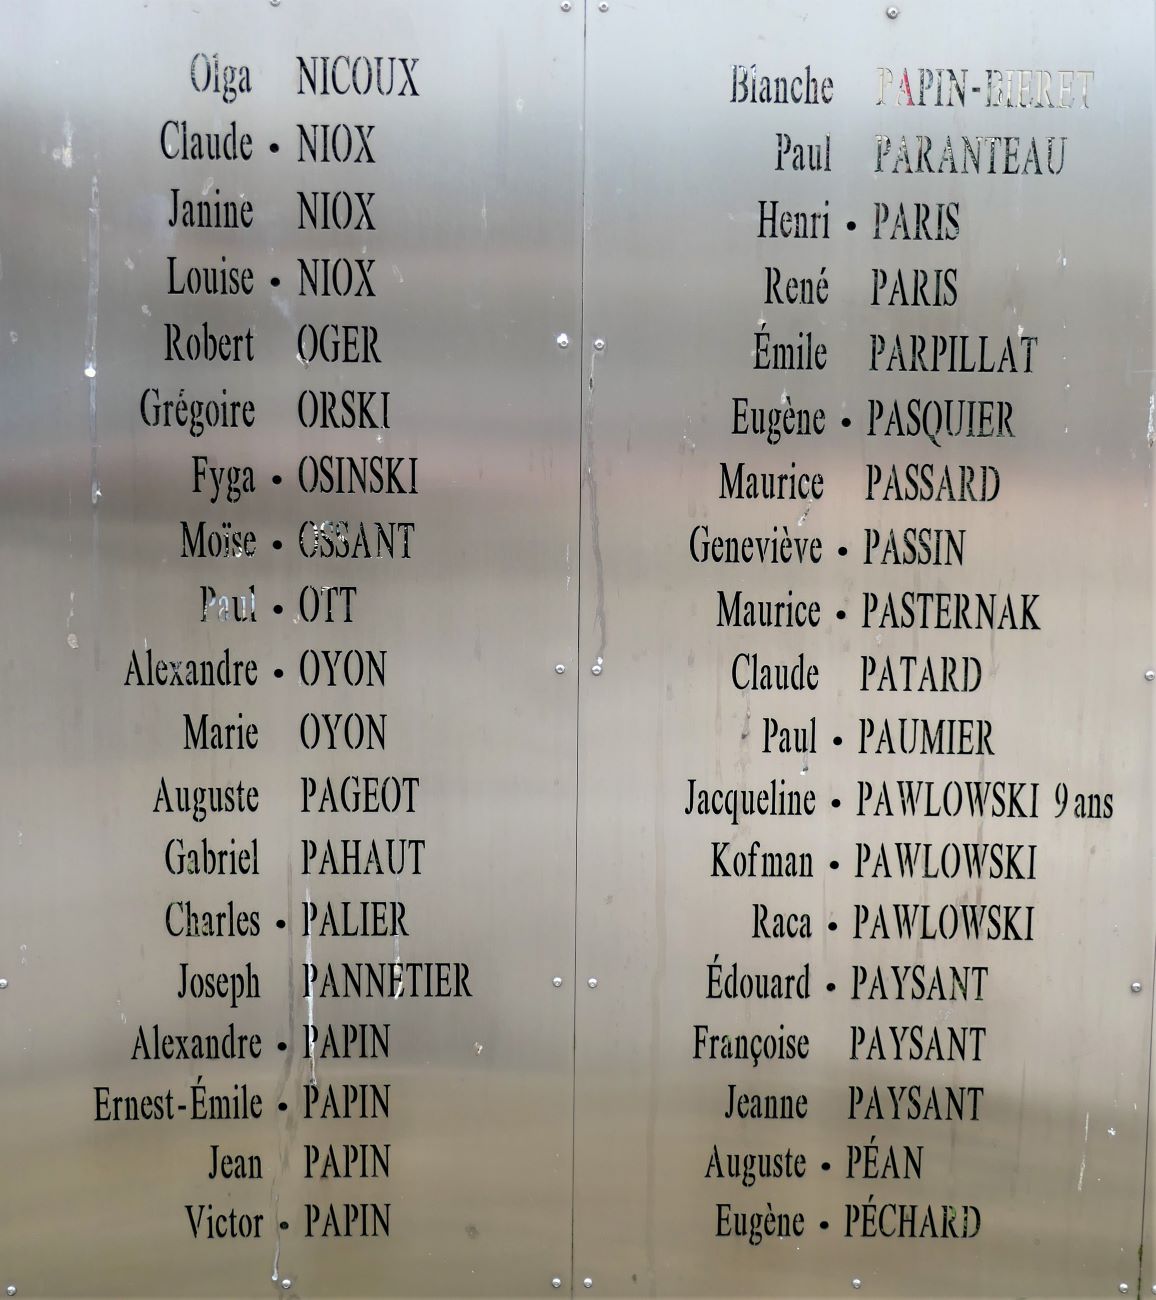 Olga NICOUX
Claude • NIOX
Janine NIOX
Louise • NIOX
Robert OGER
Grégoire ORSKI
Fyga • OSINSKI
Moïse • OSSANT
Paul • OTT
Alexandre • OYON
Marie OYON
Auguste PAGEOT
Gabriel PAHAUT
Charles • PALIER
Joseph PANNETIER
Alexandre • PAPIN
Ernest-Émile • PAPIN
Jean PAPIN
Victor • PAPIN
Blanche PAPIN-BIERET
Paul PARANTEAU
Henri • PARIS
René PARIS
Émile PARPILLAT
Eugène • PASQUIER
Maurice PASSARD
Geneviève • PASSIN
Maurice • PASTERNAK
Claude PATARD
Paul • PAUMIER
Jacqueline • PAWLOWSKI 9 ans
Kofman • PAWLOWSKI
Raca • PAWLOWSKI
Édouard • PAYSANT
Françoise PAYSANT
Jeanne PAYSANT
Auguste • PÉAN
Eugène • PÉCHARD